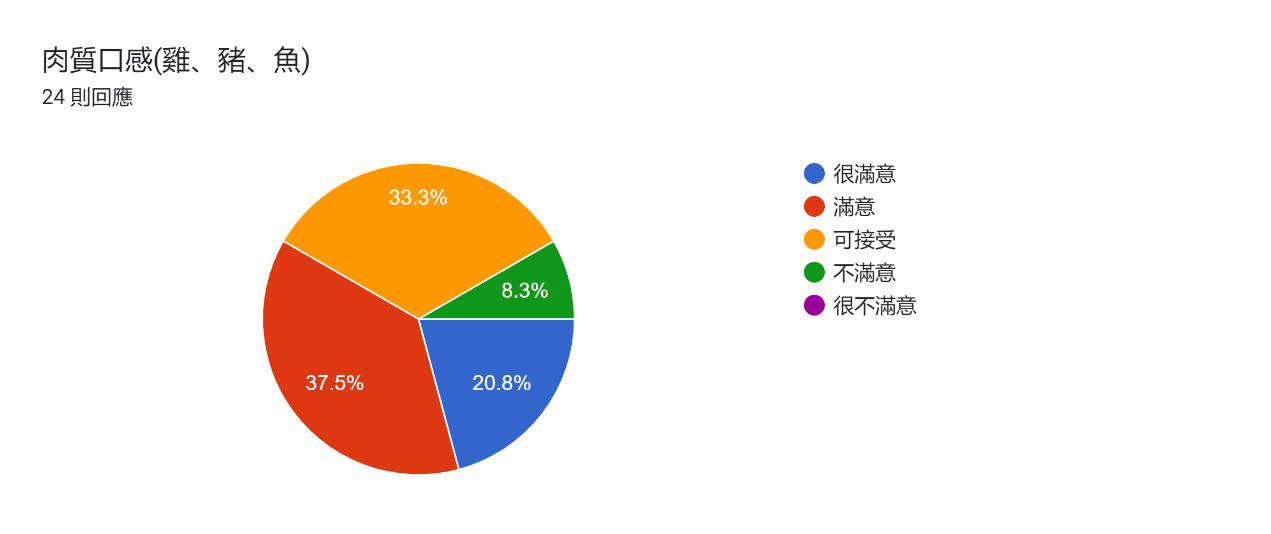 肉質口感(雞、豬、魚)
24 則回應
33.3%
8.3%
37.5%
20.8%
很滿意
滿意
可接受
不滿意
很不滿意